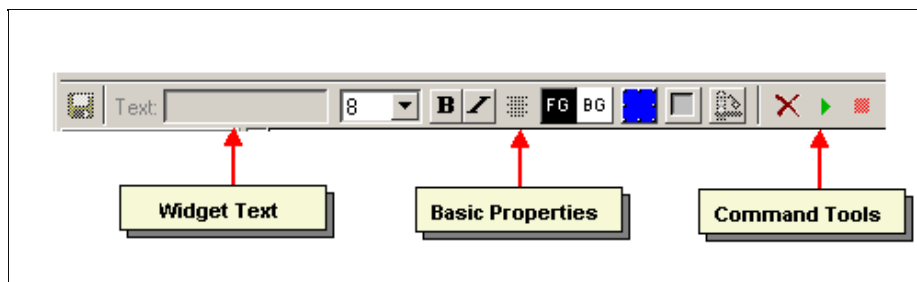 Text: 8 B I FG BG
Widget Text
Basic Properties
Command Tools